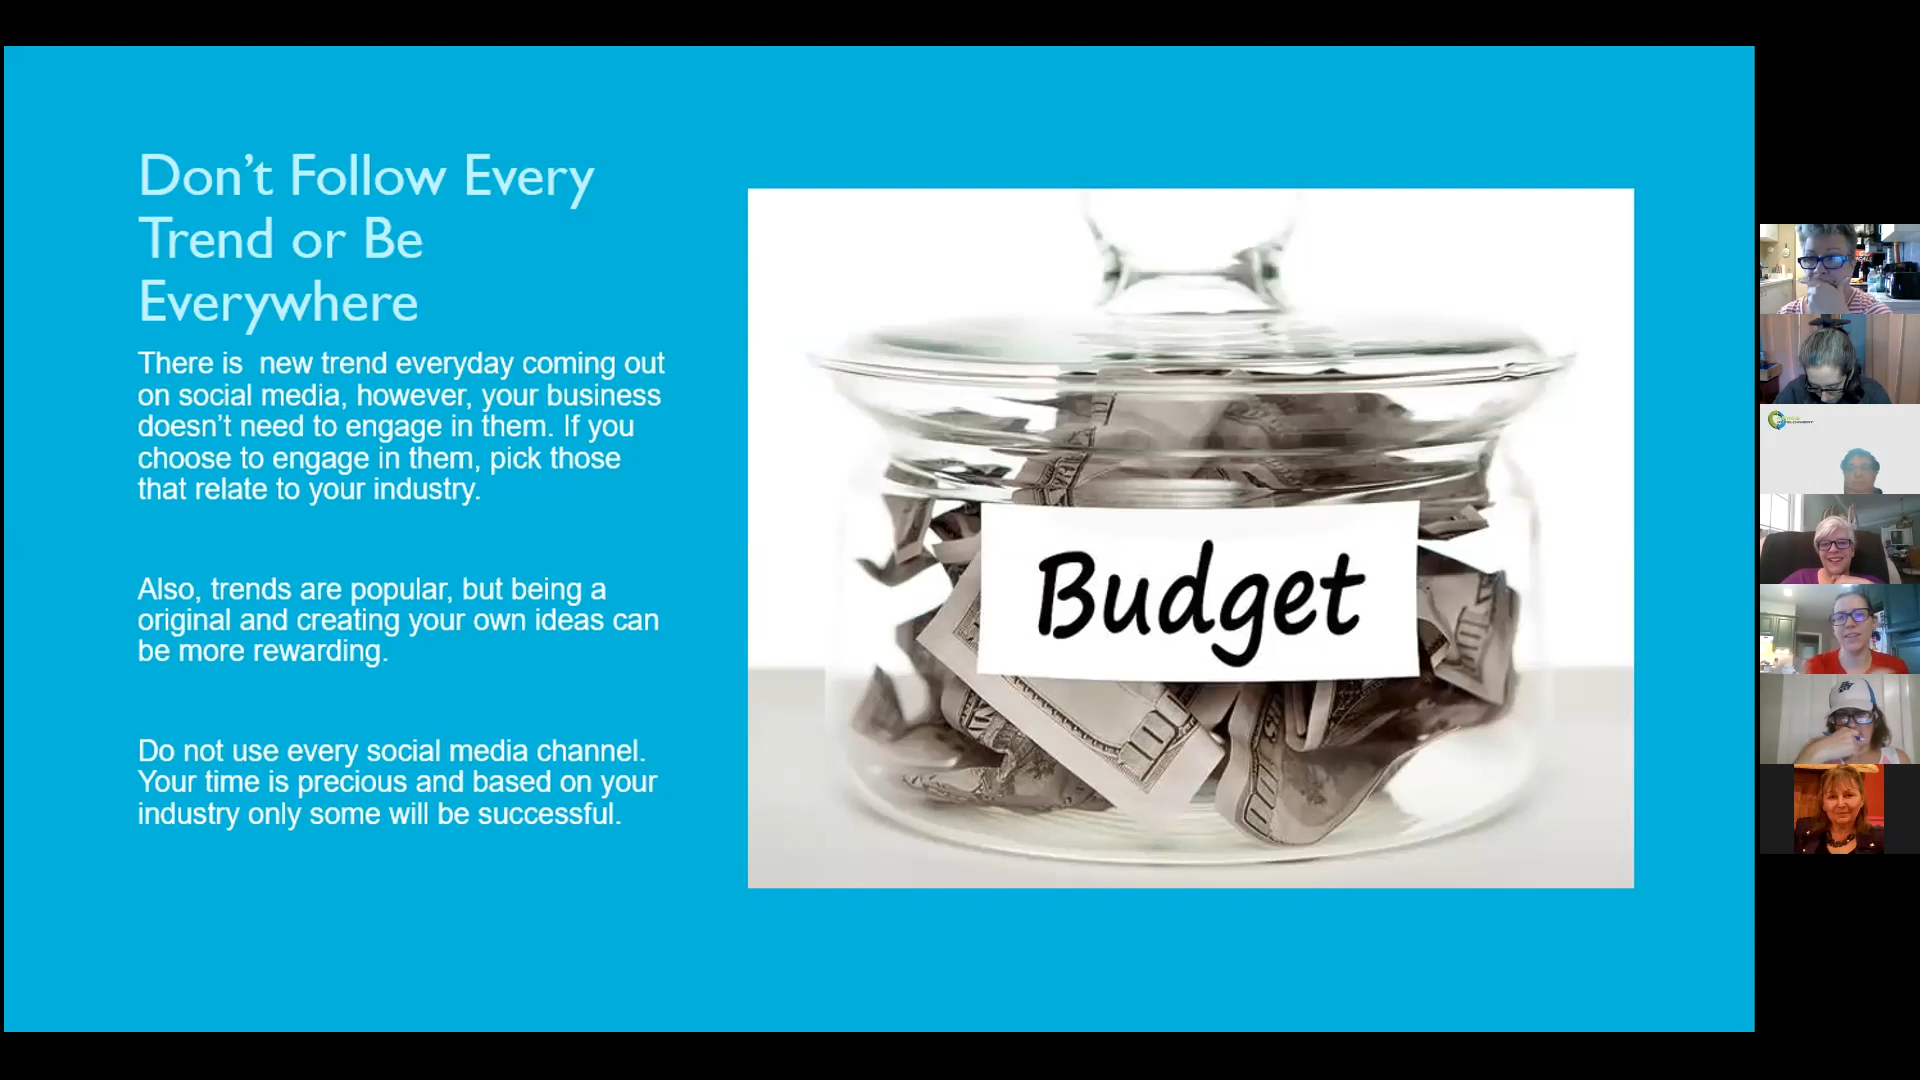 Don’t Follow Every
Trend or Be
Everywhere
There is  new trend everyday coming out
on social media, however, your business
doesn’t need to engage in them. If you
choose to engage in them, pick those
that relate to your industry.
Also, trends are popular, but being a
original and creating your own ideas can
be more rewarding.
Do not use every social media channel.
Your time is precious and based on your
industry only some will be successful.
Budget